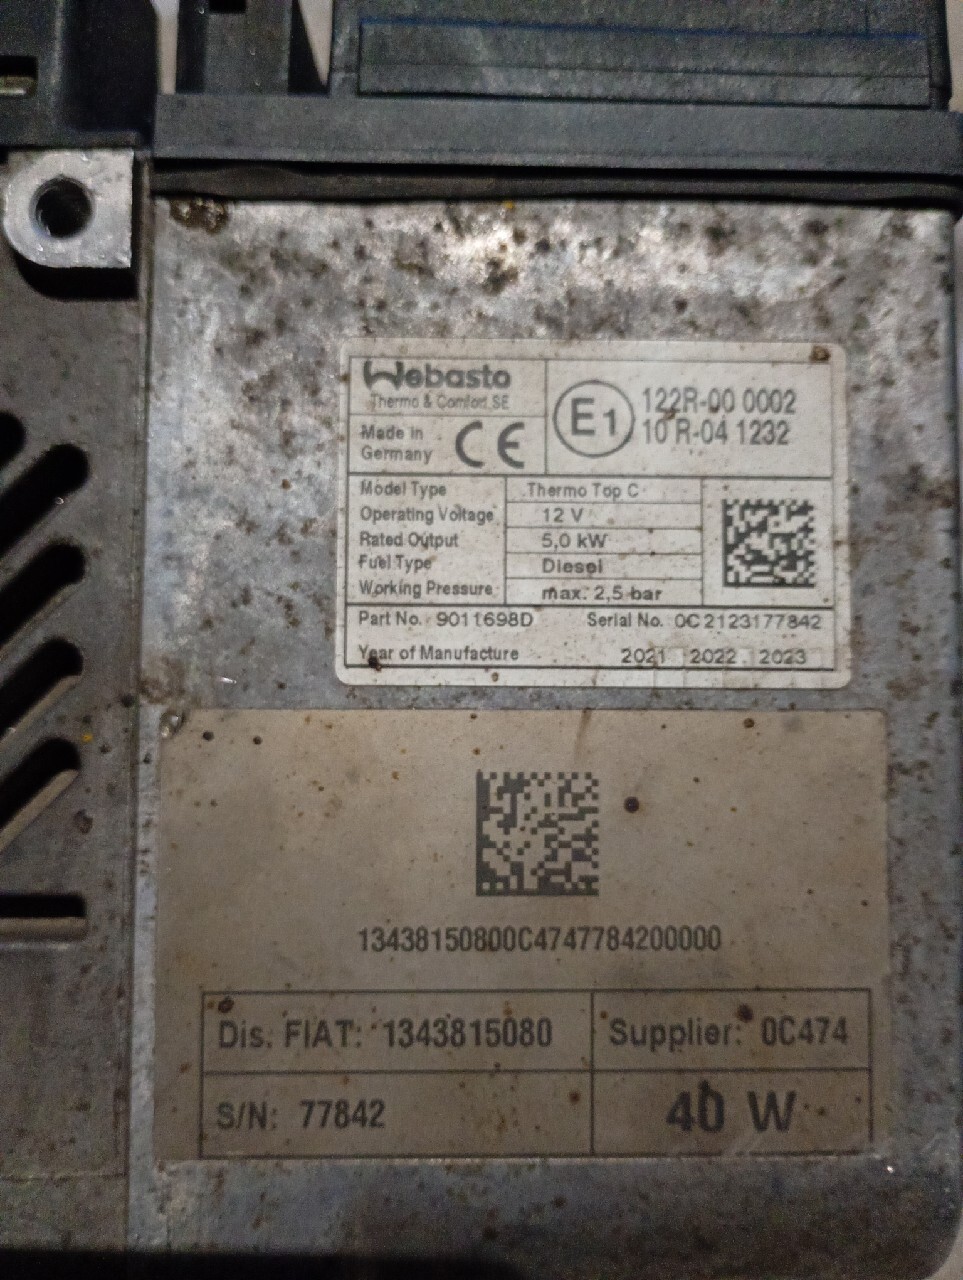 Webasto
Thermo & Comfort SE
Made in
Germany
CE
E1
122R-00 0002
10 R-04 1232
Model Type Thermo Top C
Operating Voltage 12 V
Rated Output 5,0 kW
Fuel Type Diesel
Working Pressure max. 2,5 bar
Part No. 9011698D Serial No. 0C2123177842
Year of Manufacture 2021 2022 2023
13438150800C4747784200000
Dis. FIAT: 1343815080 Supplier: 0C474
S/N: 77842 40 W